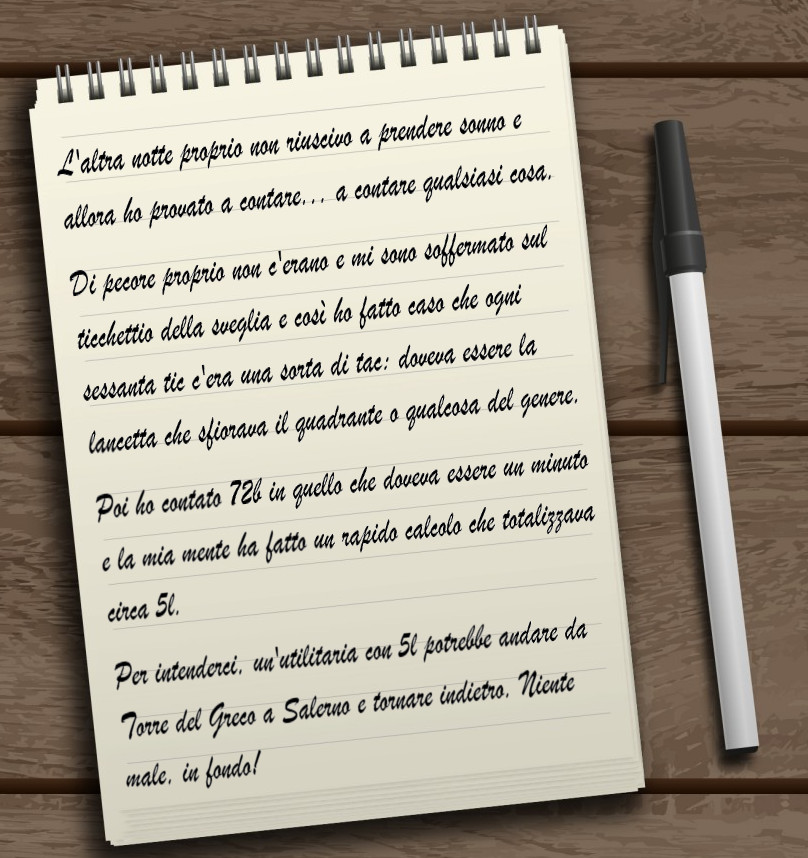 L'altra notte proprio non riuscivo a prendere sonno e
allora ho provato a contare... a contare qualsiasi cosa.
Di pecore proprio non c'erano e mi sono soffermato sul
ticchettio della sveglia e così ho fatto caso che ogni
sessanta tic c'era una sorta di tac: doveva essere la
lancetta che sfiorava il quadrante o qualcosa del genere.
Poi ho contato 72b in quello che doveva essere un minuto
e la mia mente ha fatto un rapido calcolo che totalizzava
circa 5l.
Per intenderci, un'utilitaria con 5l potrebbe andare da
Torre del Greco a Salerno e tornare indietro. Niente
male, in fondo!